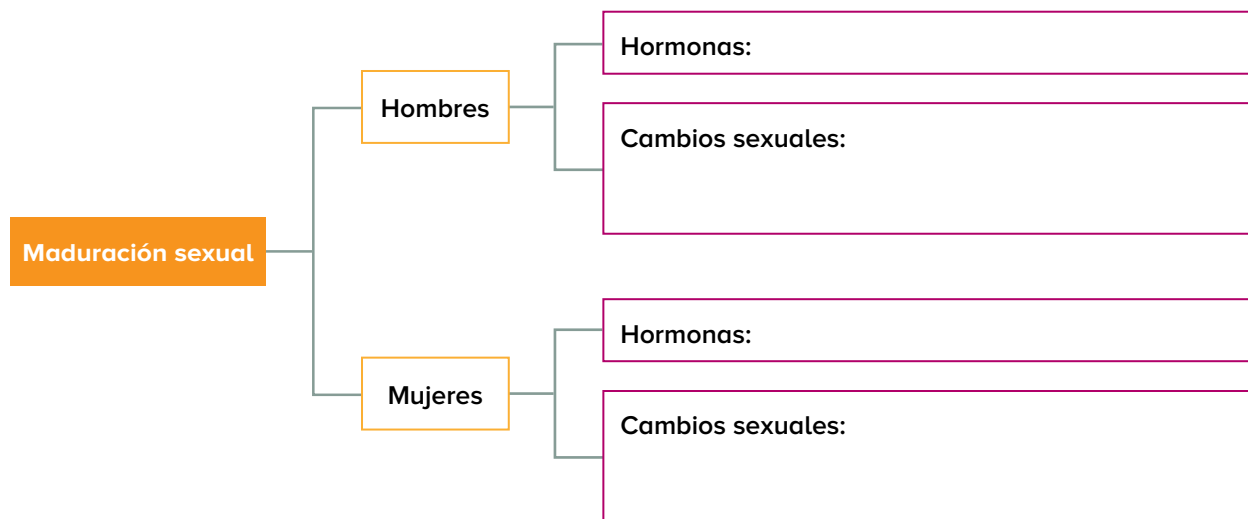 Maduración sexual
Hombres
Hormonas:
Cambios sexuales:
Mujeres
Hormonas:
Cambios sexuales: